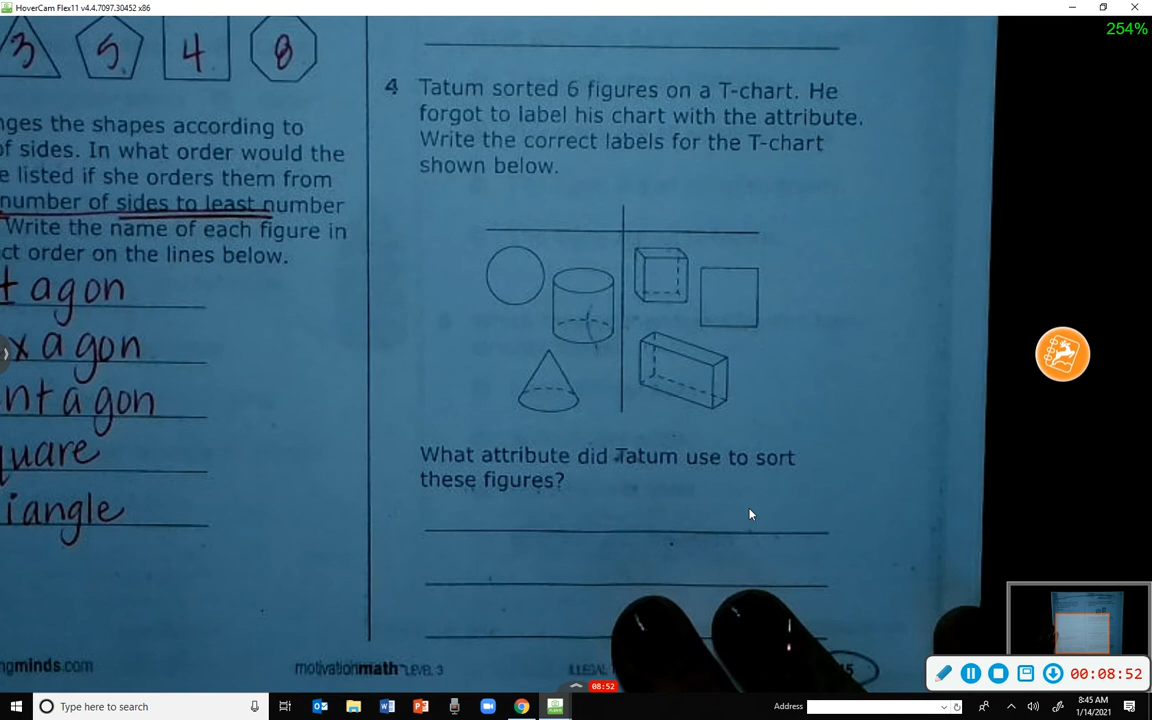 HoverCam Flex11 v4.4.7097.30452 x86
254%
3 5 4 8
nges the shapes according to
of sides. In what order would the
e listed if she orders them from
number of sides to least number
Write the name of each figure in
ct order on the lines below.
tagon
xagon
ntagon
quare
iangle
ngminds.com
4 Tatum sorted 6 figures on a T-chart. He
forgot to label his chart with the attribute.
Write the correct labels for the T-chart
shown below.
What attribute did Tatum use to sort
these figures?
motivationmath LEVEL 3
ILLEGAL
00:08:52
Type here to search
08:52
Address
8:45 AM
1/14/2021